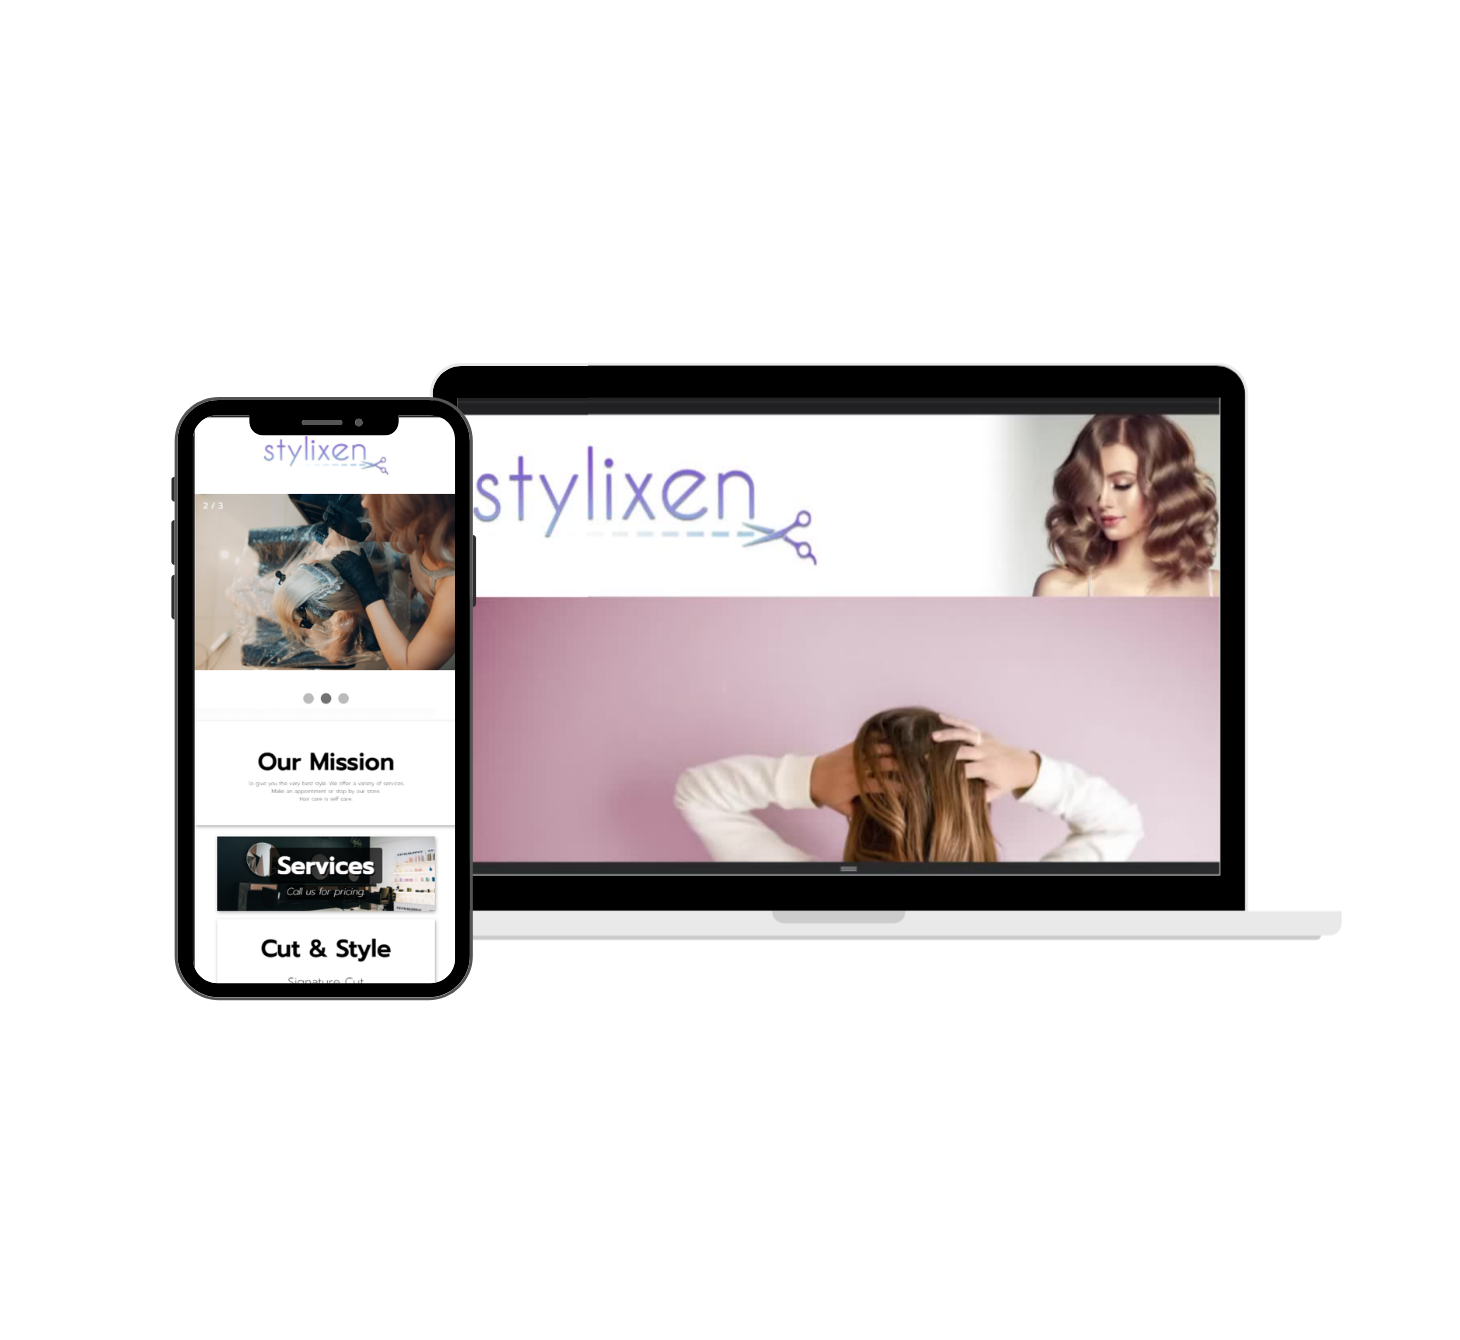 stylixen
2 / 3
Our Mission
To give you the very best style. We offer a variety of services.
Make an appointment or stop by our store.
Hair care is self care.
Services
Call us for pricing.
Cut & Style
Signature Cut
stylixen